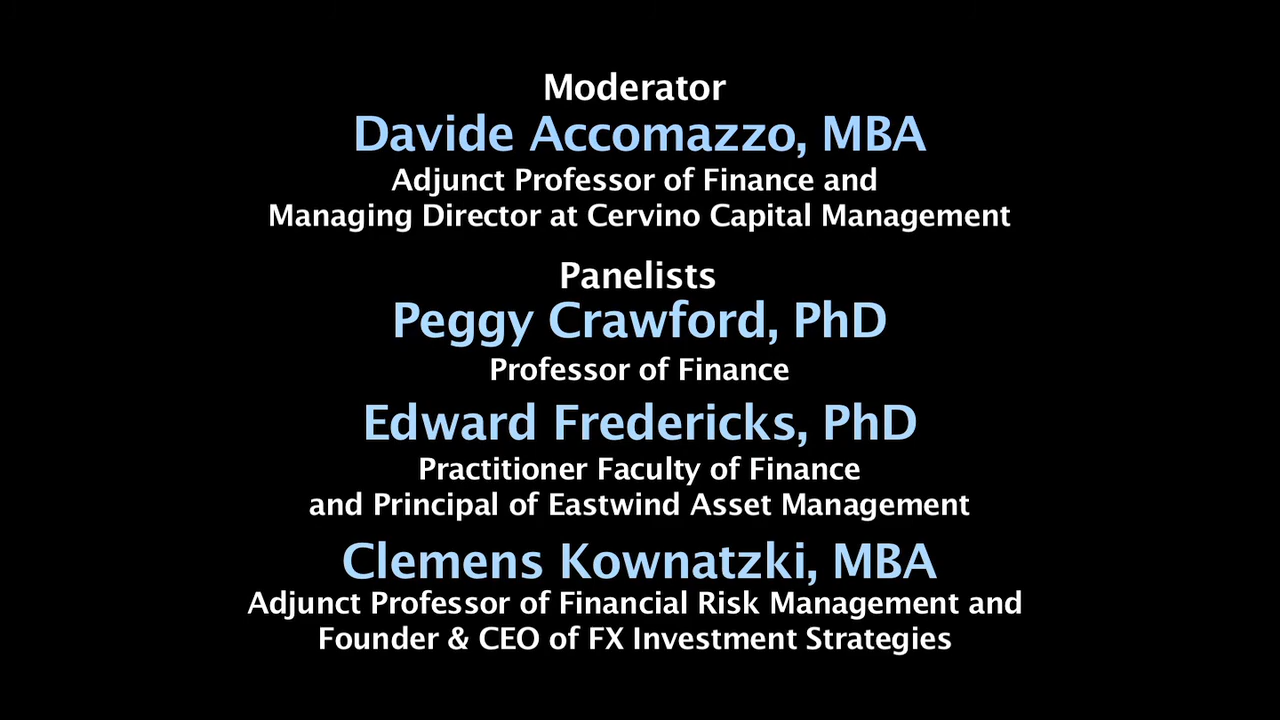 Moderator
Davide Accomazzo, MBA
Adjunct Professor of Finance and
Managing Director at Cervino Capital Management
Panelists
Peggy Crawford, PhD
Professor of Finance
Edward Fredericks, PhD
Practitioner Faculty of Finance
and Principal of Eastwind Asset Management
Clemens Kownatzki, MBA
Adjunct Professor of Financial Risk Management and
Founder & CEO of FX Investment Strategies